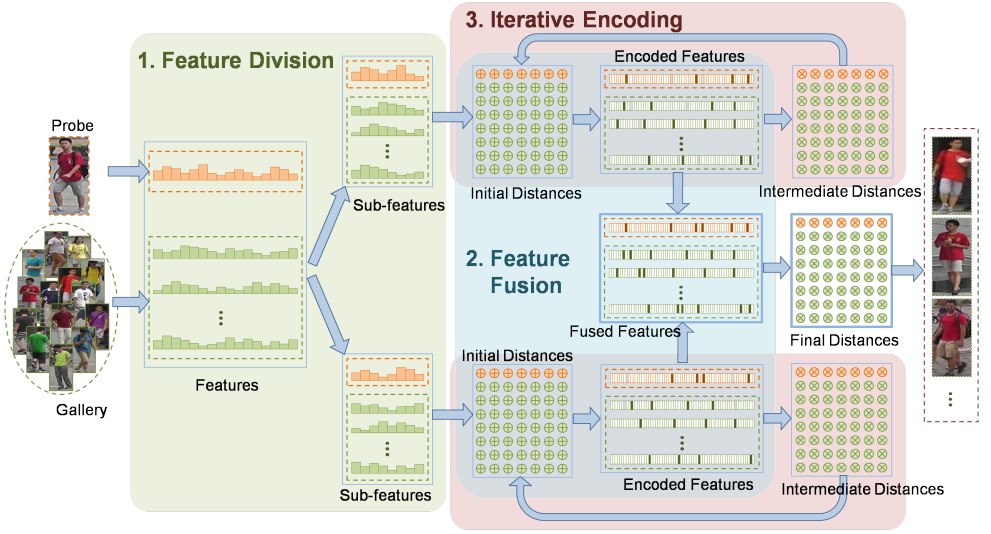 3. Iterative Encoding
1. Feature Division
Encoded Features
Probe
Initial Distances
Intermediate Distances
Sub-features
2. Feature
Fusion
Fused Features
Final Distances
Initial Distances
Features
Gallery
Sub-features
Encoded Features
Intermediate Distances